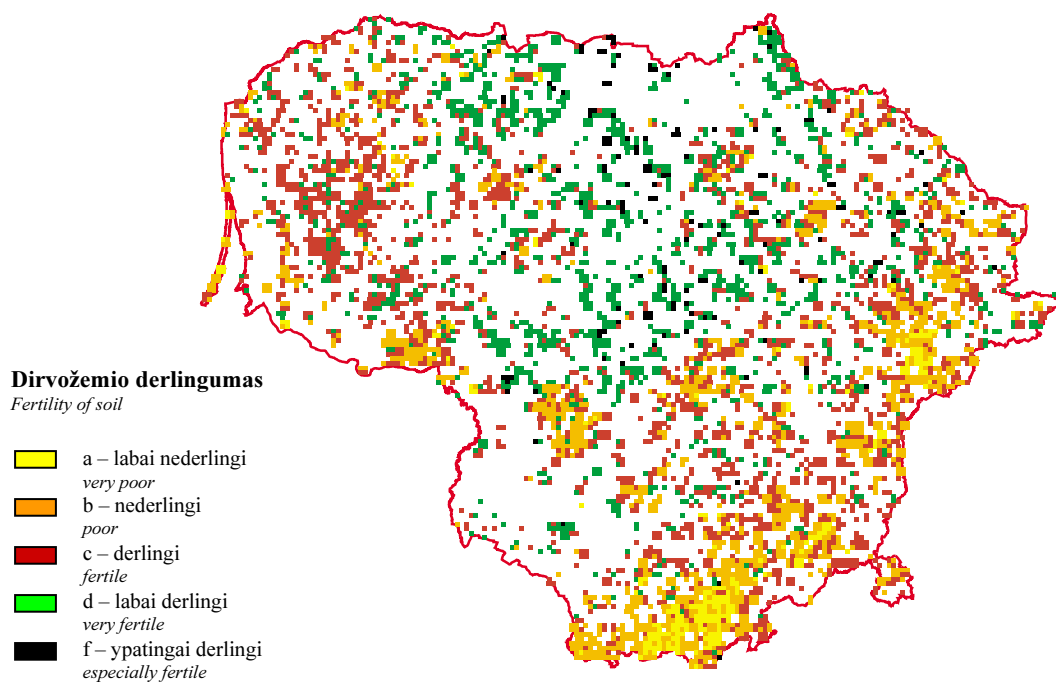 Dirvožemio derlingumas
Fertility of soil
a – labai nederlingi
very poor
b – nederlingi
poor
c – derlingi
fertile
d – labai derlingi
very fertile
f – ypatingai derlingi
especially fertile